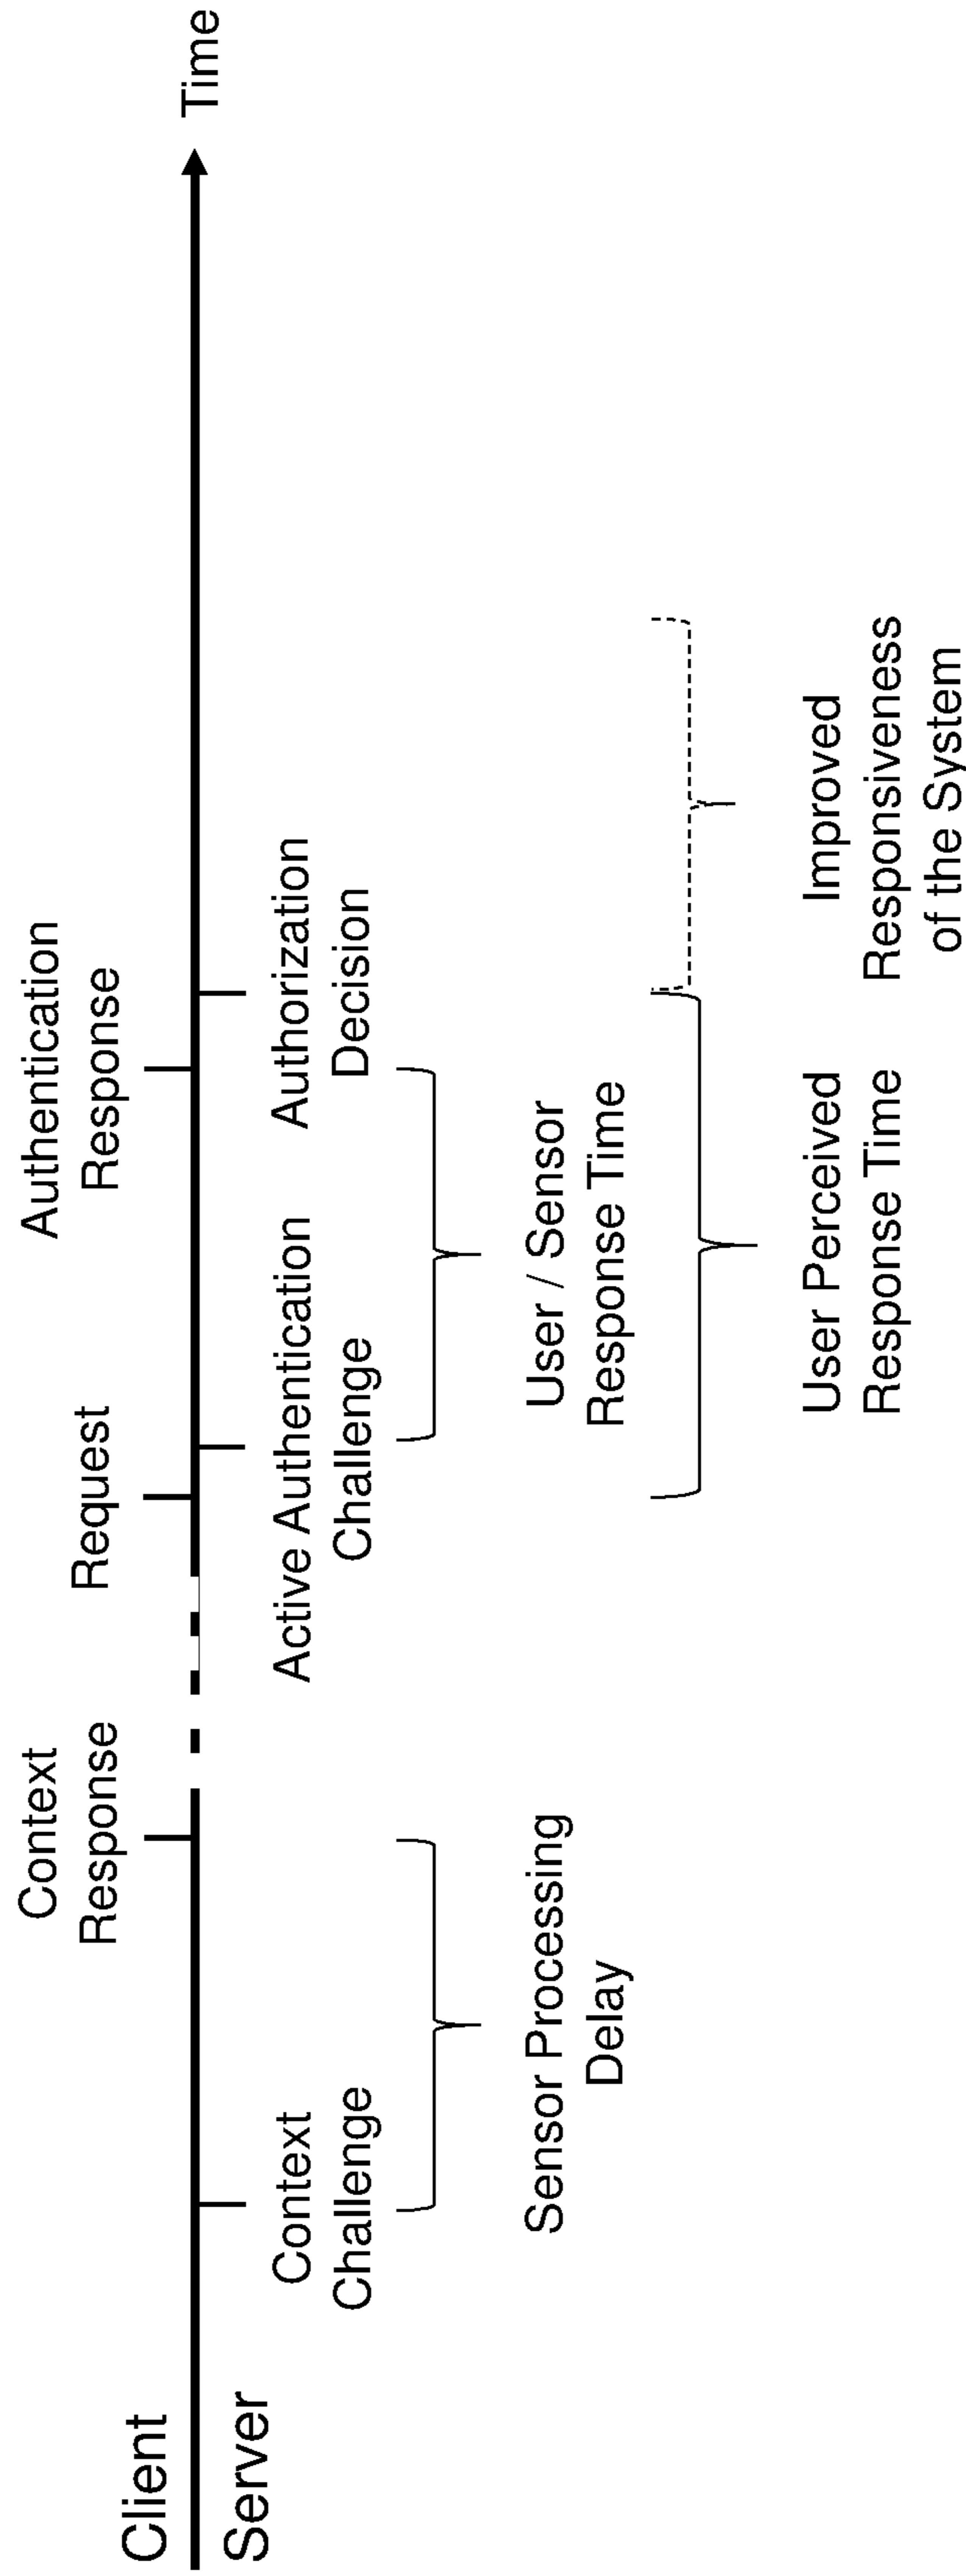 Client
Server
Context
Challenge
Sensor Processing
Delay
Context
Response
Request
Active Authentication
Challenge
User / Sensor
Response Time
User Perceived
Response Time
Authentication
Response
Authorization
Decision
Improved
Responsiveness
of the System
Time